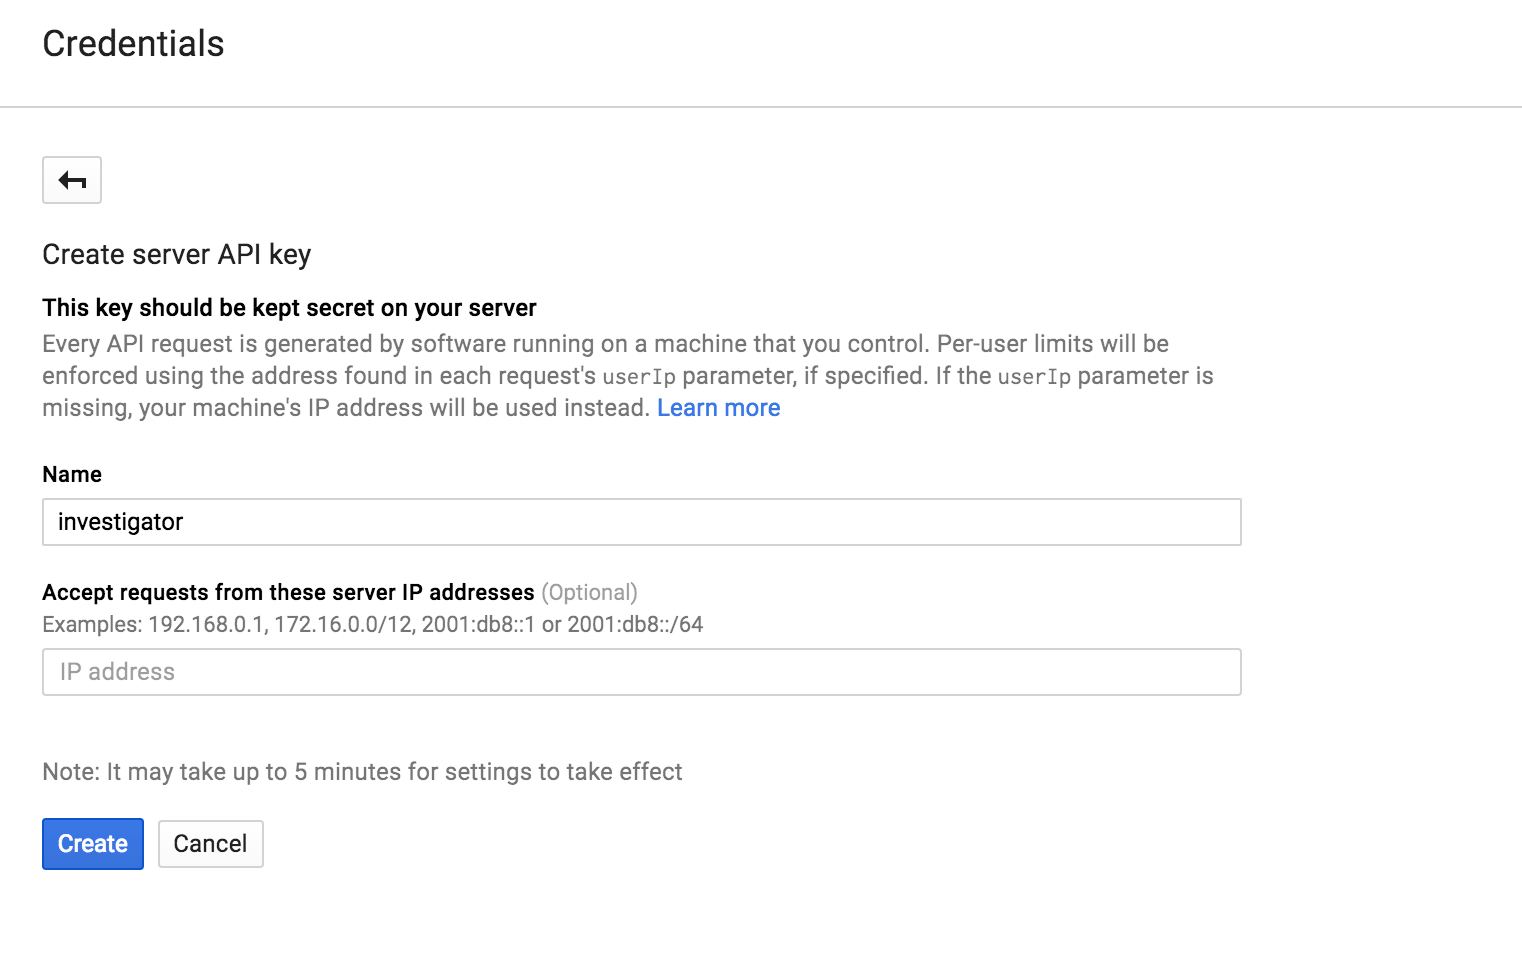 Credentials
Create server API key
This key should be kept secret on your server
Every API request is generated by software running on a machine that you control. Per-user limits will be
enforced using the address found in each request's userIp parameter, if specified. If the userIp parameter is
missing, your machine's IP address will be used instead. Learn more
Name
investigator
Accept requests from these server IP addresses (Optional)
Examples: 192.168.0.1, 172.16.0.0/12, 2001:db8::1 or 2001:db8::/64
IP address
Note: It may take up to 5 minutes for settings to take effect
Create Cancel